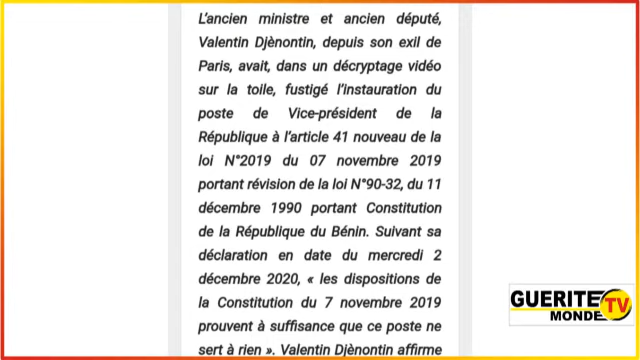 L'ancien ministre et ancien député,
Valentin Djènontin, depuis son exil de
Paris, avait, dans un décryptage vidéo
sur la toile, fustigé l'instauration du
poste de Vice-président de la
République à l'article 41 nouveau de la
loi N°2019 du 07 novembre 2019
portant révision de la loi N°90-32, du 11
décembre 1990 portant Constitution
de la République du Bénin. Suivant sa
déclaration en date du mercredi 2
décembre 2020, « les dispositions de
la Constitution du 7 novembre 2019
prouvent à suffisance que ce poste ne
sert à rien ». Valentin Djènontin affirme
GUERITE TV
MONDE